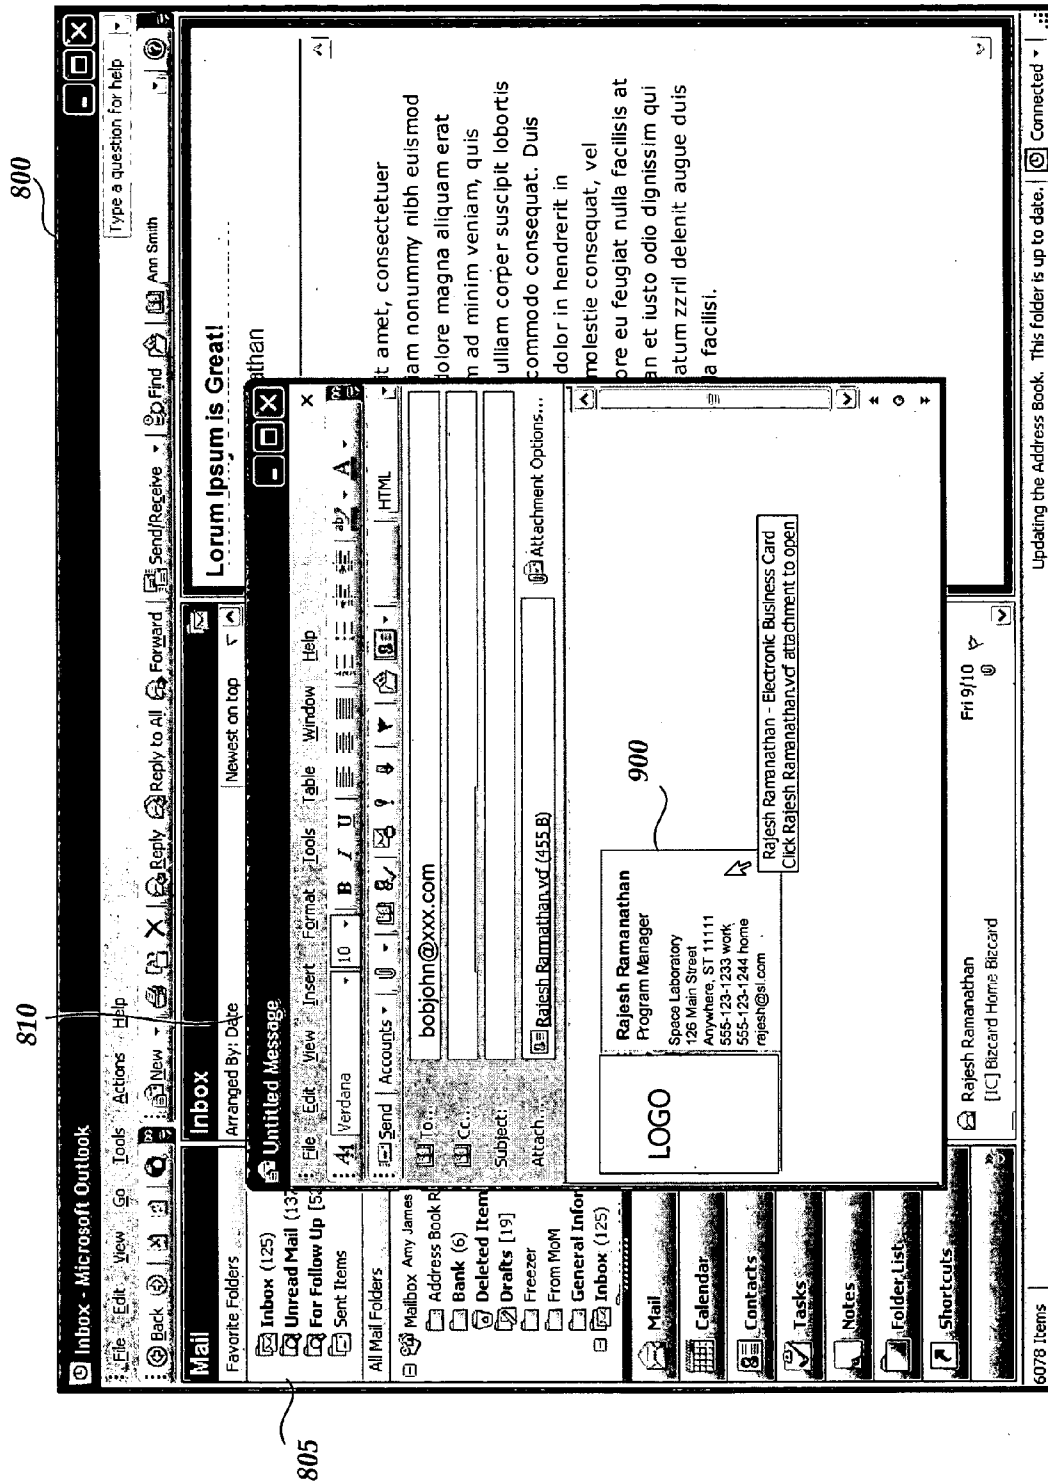 800
810
805
Inbox - Microsoft Outlook
File Edit View Go Tools Actions Help
Type a question for help
Back
New
Reply
Reply to All
Forward
Send/Receive
Find
Ann Smith
Mail
Favorite Folders
Inbox (125)
Unread Mail (137
For Follow Up [52
Sent Items
All Mail Folders
Mailbox Amy James
Address Book R
Bank (6)
Deleted Item
Drafts [19]
Freezer
From MoM
General Infor
Inbox (125)
Mail
Calendar
Contacts
Tasks
Notes
Folder List
Shortcuts
6078 Items
Inbox
Arranged By: Date
Newest on top
Rajesh Ramanathan
Fri 9/10
[IC] Bizcard Home Bizcard
Lorum Ipsum is Great!
athan
it amet, consectetuer
iam nonummy nibh euismod
dolore magna aliquam erat
m ad minim veniam, quis
ulliam corper suscipit lobortis
commodo consequat. Duis
dolor in hendrerit in
molestie consequat, vel
ore eu feugiat nulla facilisis at
an et iusto odio dignissim qui
atum zzril delenit augue duis
la facilisi.
Untitled Message
File Edit View Insert Format Tools Table Window Help
Verdana 10 B I U
Send Accounts HTML
To... bobjohn@xxx.com
Cc...
Subject:
Attach... Rajesh Ramnathan.vcf (455 B) Attachment Options...
LOGO
Rajesh Ramanathan
Program Manager
Space Laboratory
126 Main Street
Anywhere, ST 11111
555-123-1233 work
555-123-1244 home
rajesh@sl.com
900
Rajesh Ramanathan - Electronic Business Card
Click Rajesh Ramanathan.vcf attachment to open
Updating the Address Book. This folder is up to date. Connected